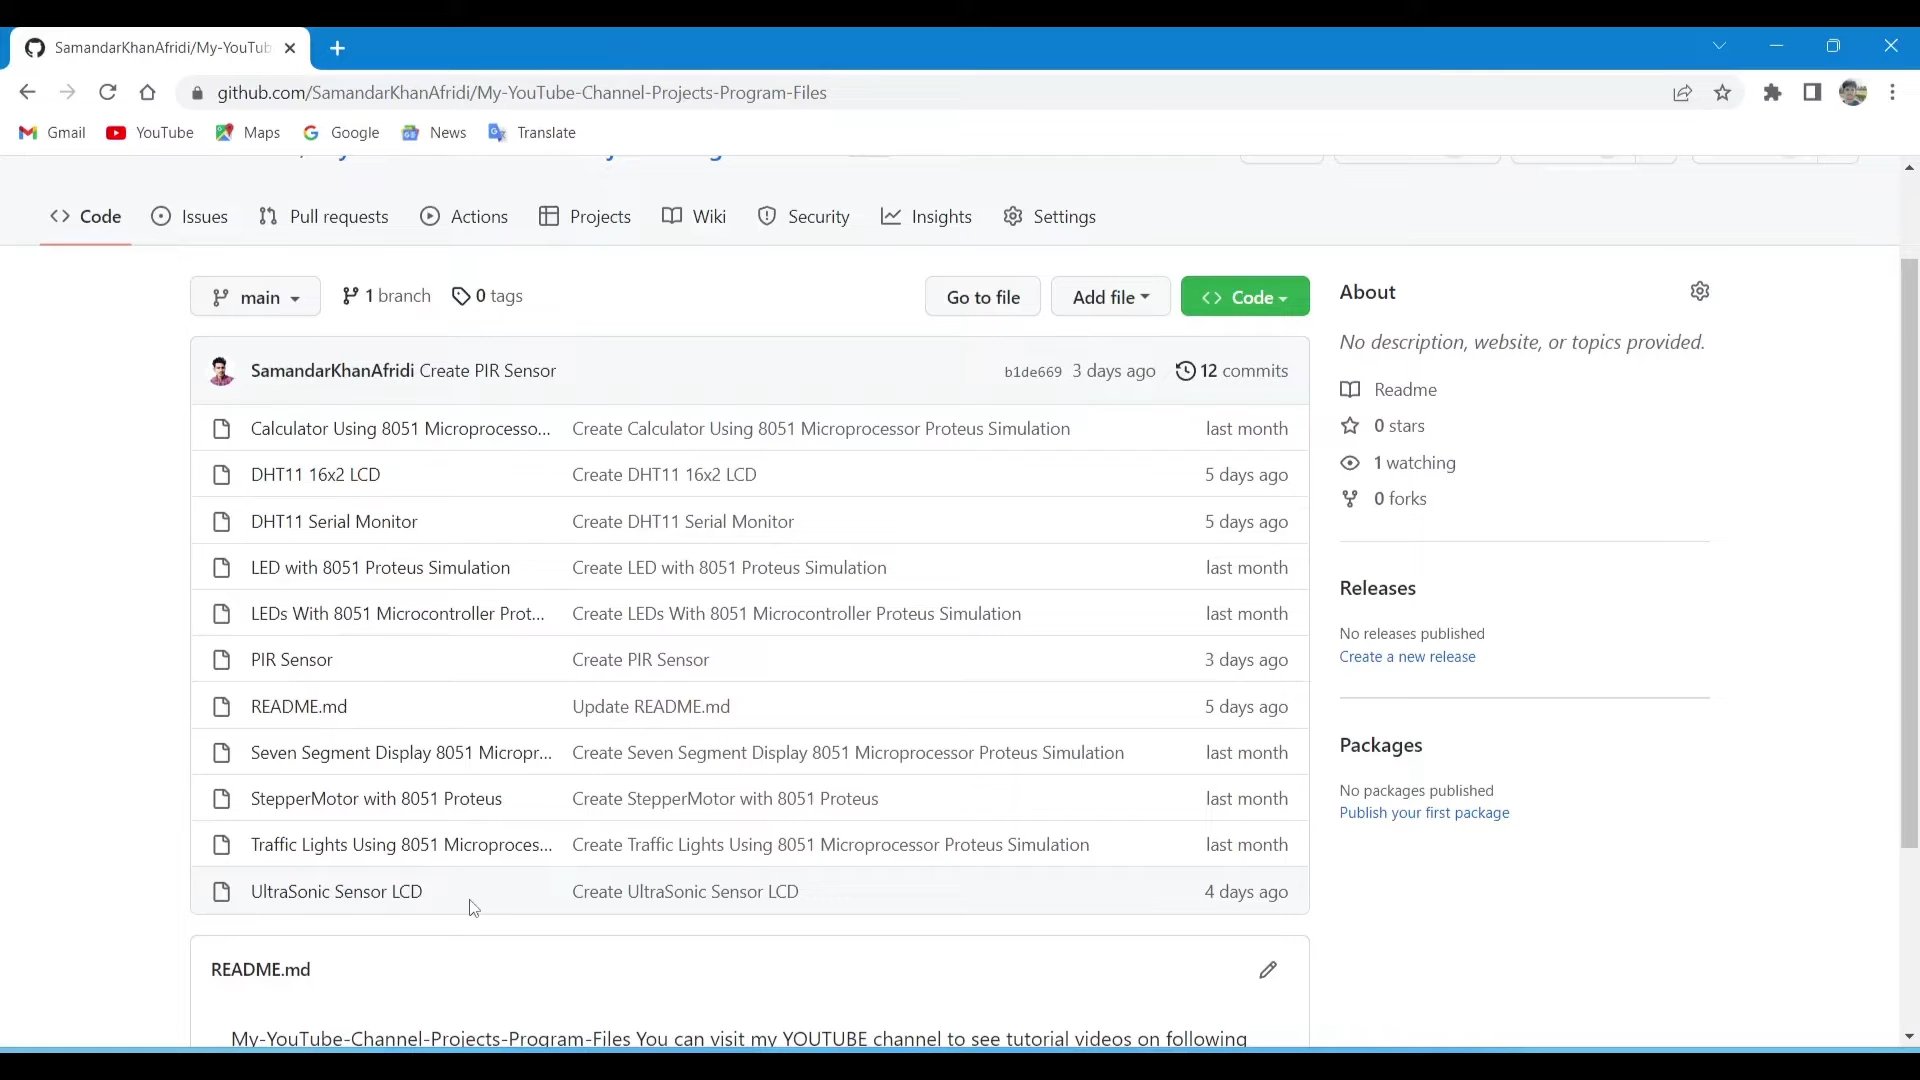 SamandarKhanAfridi/My-YouTub
github.com/SamandarKhanAfridi/My-YouTube-Channel-Projects-Program-Files
Gmail YouTube Maps Google News Translate
Code Issues Pull requests Actions Projects Wiki Security Insights Settings
main 1 branch 0 tags Go to file Add file Code
SamandarKhanAfridi Create PIR Sensor b1de669 3 days ago 12 commits
Calculator Using 8051 Microprocesso... Create Calculator Using 8051 Microprocessor Proteus Simulation last month
DHT11 16x2 LCD Create DHT11 16x2 LCD 5 days ago
DHT11 Serial Monitor Create DHT11 Serial Monitor 5 days ago
LED with 8051 Proteus Simulation Create LED with 8051 Proteus Simulation last month
LEDs With 8051 Microcontroller Prot... Create LEDs With 8051 Microcontroller Proteus Simulation last month
PIR Sensor Create PIR Sensor 3 days ago
README.md Update README.md 5 days ago
Seven Segment Display 8051 Micropr... Create Seven Segment Display 8051 Microprocessor Proteus Simulation last month
StepperMotor with 8051 Proteus Create StepperMotor with 8051 Proteus last month
Traffic Lights Using 8051 Microproces... Create Traffic Lights Using 8051 Microprocessor Proteus Simulation last month
UltraSonic Sensor LCD Create UltraSonic Sensor LCD 4 days ago
README.md
My-YouTube-Channel-Projects-Program-Files You can visit my YOUTUBE channel to see tutorial videos on following
About
No description, website, or topics provided.
Readme
0 stars
1 watching
0 forks
Releases
No releases published
Create a new release
Packages
No packages published
Publish your first package